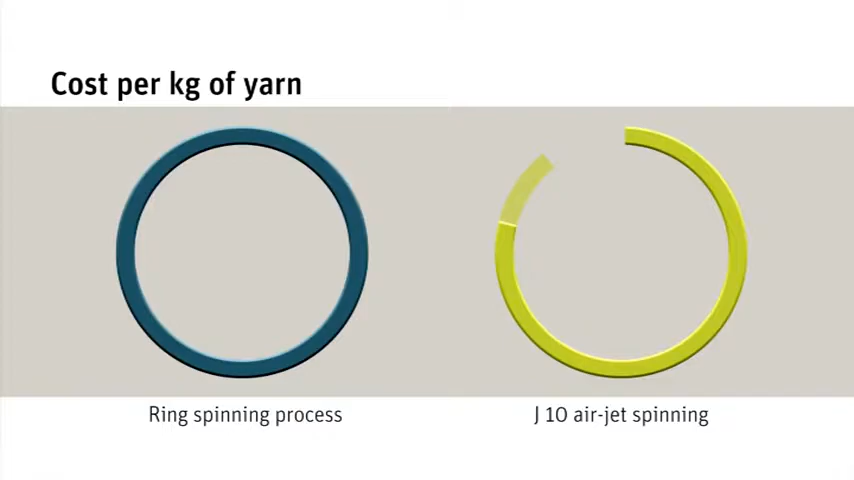 Cost per kg of yarn
Ring spinning process
J 10 air-jet spinning